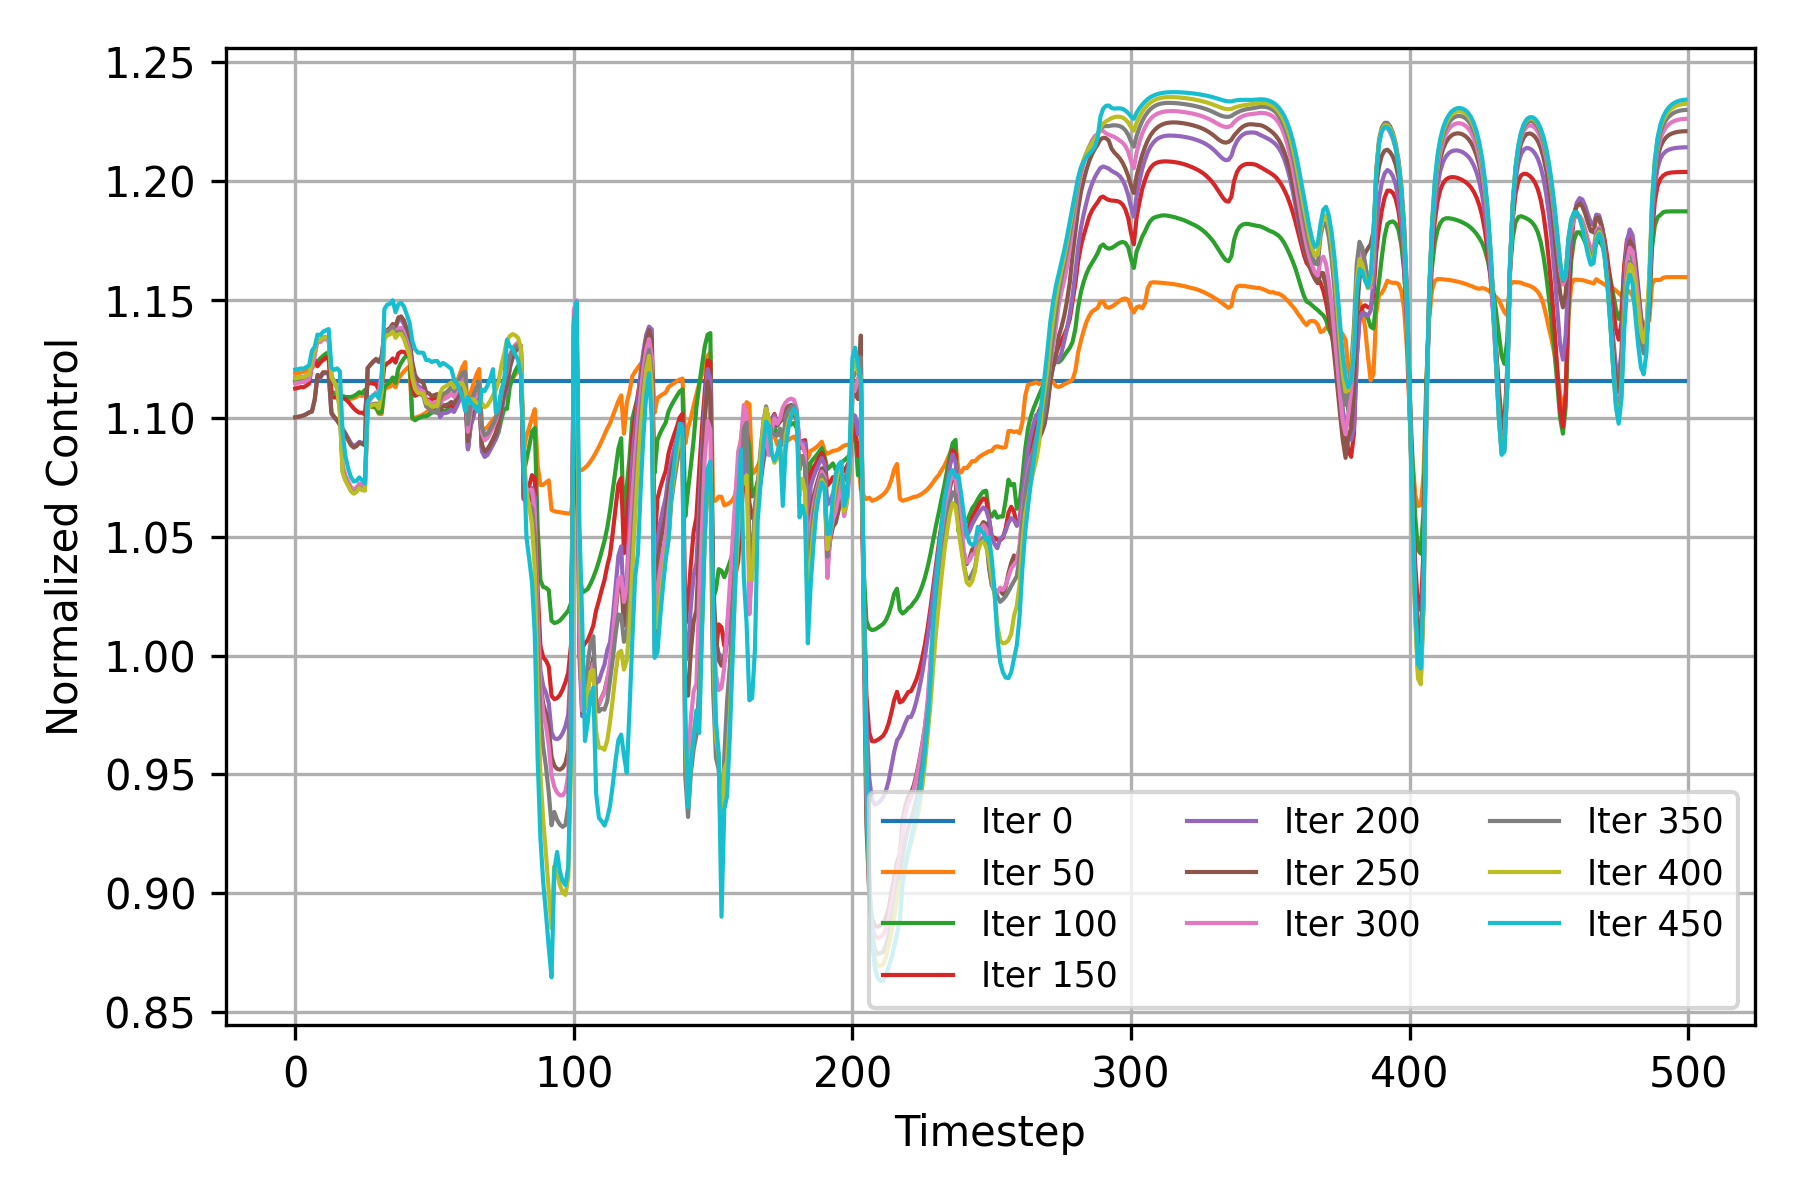 1.25
1.20
1.15
1.10
1.05
1.00
0.95
0.90
0.85
Normalized Control
0 100 200 300 400 500
Timestep
Iter 0
Iter 50
Iter 100
Iter 150
Iter 200
Iter 250
Iter 300
Iter 350
Iter 400
Iter 450